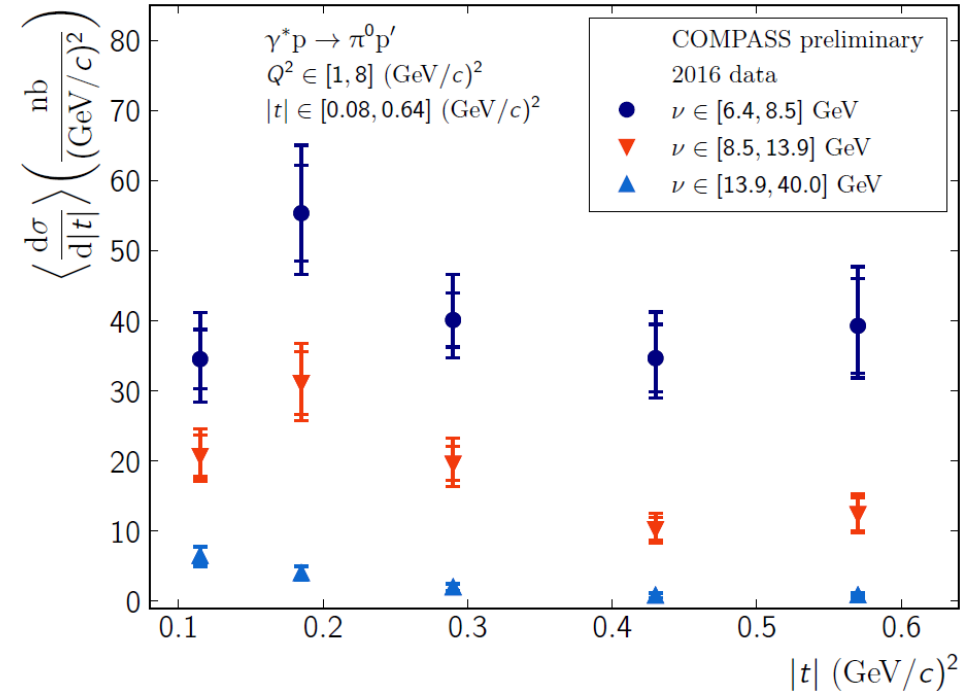 ⟨dσ/d|t|⟩ (nb/(GeV/c)²)
80
70
60
50
40
30
20
10
0
γ*p → π⁰p′
Q² ∈ [1, 8] (GeV/c)²
|t| ∈ [0.08, 0.64] (GeV/c)²
COMPASS preliminary
2016 data
ν ∈ [6.4, 8.5] GeV
ν ∈ [8.5, 13.9] GeV
ν ∈ [13.9, 40.0] GeV
0.1 0.2 0.3 0.4 0.5 0.6
|t| (GeV/c)²